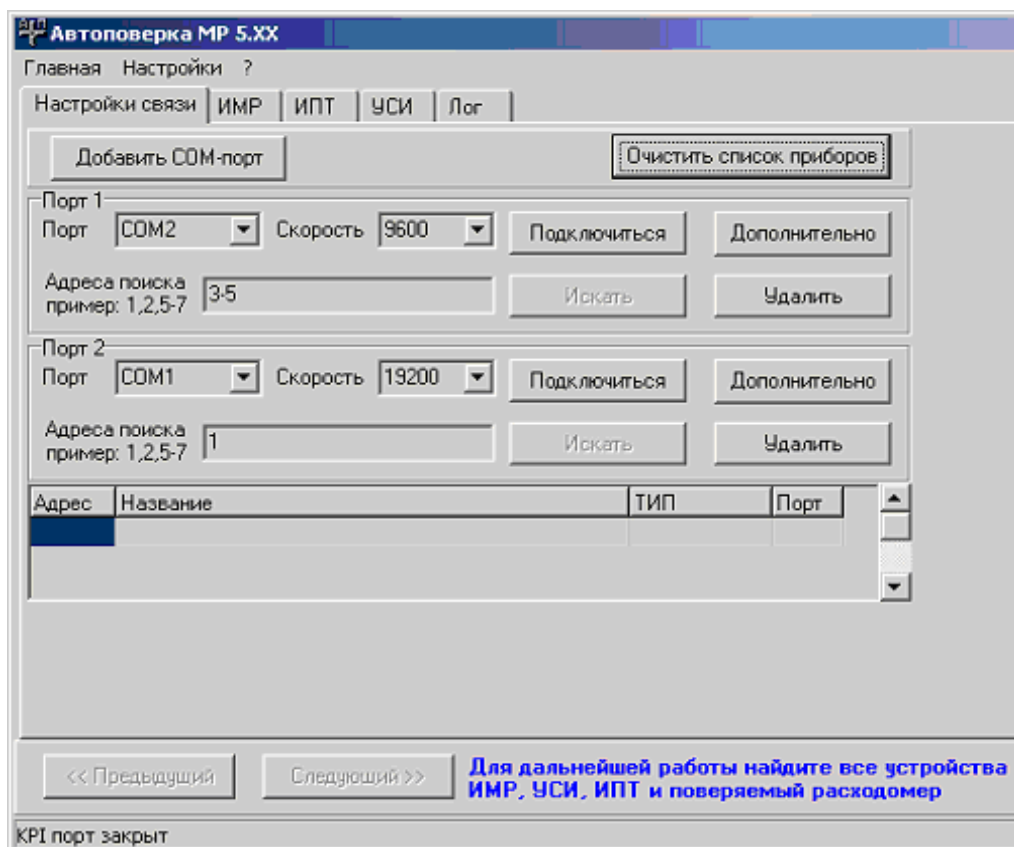 Автоповерка МР 5.ХХ
Главная Настройки ?
Настройки связи ИМР ИПТ УСИ Лог
Добавить COM-порт Очистить список приборов
Порт 1
Порт COM2 Скорость 9600 Подключиться Дополнительно
Адреса поиска
пример: 1,2,5-7 3-5 Искать Удалить
Порт 2
Порт COM1 Скорость 19200 Подключиться Дополнительно
Адреса поиска
пример: 1,2,5-7 1 Искать Удалить
Адрес Название ТИП Порт
<< Предыдущий Следующий >> Для дальнейшей работы найдите все устройства
ИМР, УСИ, ИПТ и поверяемый расходомер
KPI порт закрыт